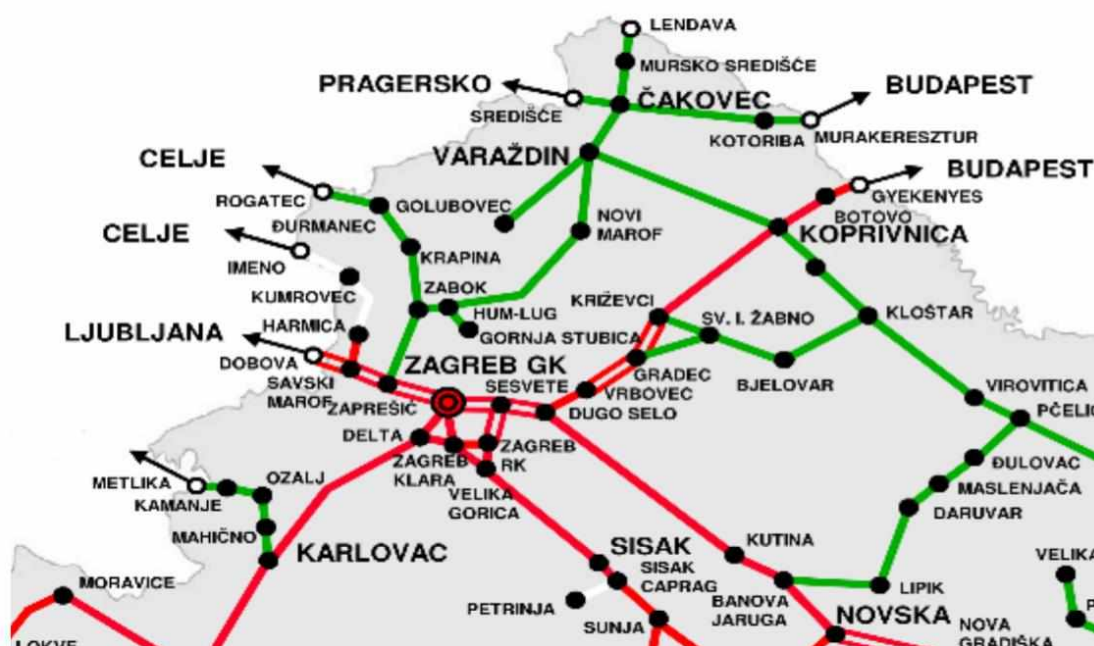 LENDAVA
MURSKO SREDIŠĆE
PRAGERSKO
BUDAPEST
SREDIŠĆE
ČAKOVEC
KOTORIBA
MURAKERESZTUR
CELJE
VARAŽDIN
BUDAPEST
ROGATEC
GOLUBOVEC
GYEKENYES
BOTOVO
ĐURMANEC
NOVI
MAROF
KOPRIVNICA
CELJE
KRAPINA
IMENO
KUMROVEC
ZABOK
HUM-LUG
KRIŽEVCI
SV. I. ŽABNO
KLOŠTAR
LJUBLJANA
HARMICA
GORNJA STUBICA
DOBOVA
ZAGREB GK
GRADEC
BJELOVAR
SAVSKI
MAROF
ZAPREŠIĆ
SESVETE
VRBOVEC
DUGO SELO
VIROVITICA
PČELIĆ
DELTA
ZAGREB
KLARA
ZAGREB
RK
VELIKA
GORICA
ĐULOVAC
MASLENJAČA
DARUVAR
METLIKA
KAMANJE
OZALJ
MAHIČNO
KARLOVAC
SISAK
SISAK
CAPRAG
KUTINA
VELIKA
MORAVICE
PETRINJA
SUNJA
BANOVA
JARUGA
LIPIK
P
NOVSKA
NOVA
GRADIŠKA
LOKVE